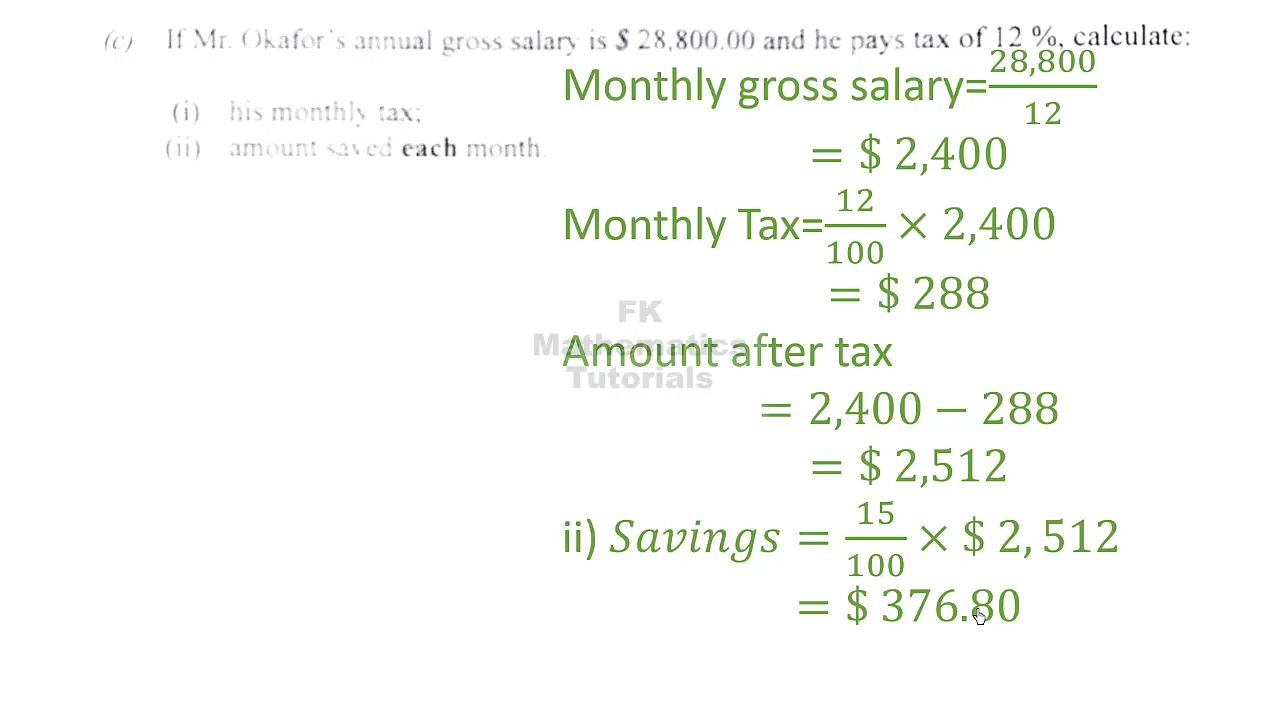 (c) If Mr. Okafor's annual gross salary is $ 28,800.00 and he pays tax of 12 %, calculate:
(i) his monthly tax;
(ii) amount saved each month.
Monthly gross salary=28,800/12
= $ 2,400
Monthly Tax=12/100 × 2,400
= $ 288
FK
Mathematics
Tutorials
Amount after tax
= 2,400 − 288
= $ 2,512
ii) Savings = 15/100 × $ 2,512
= $ 376.80